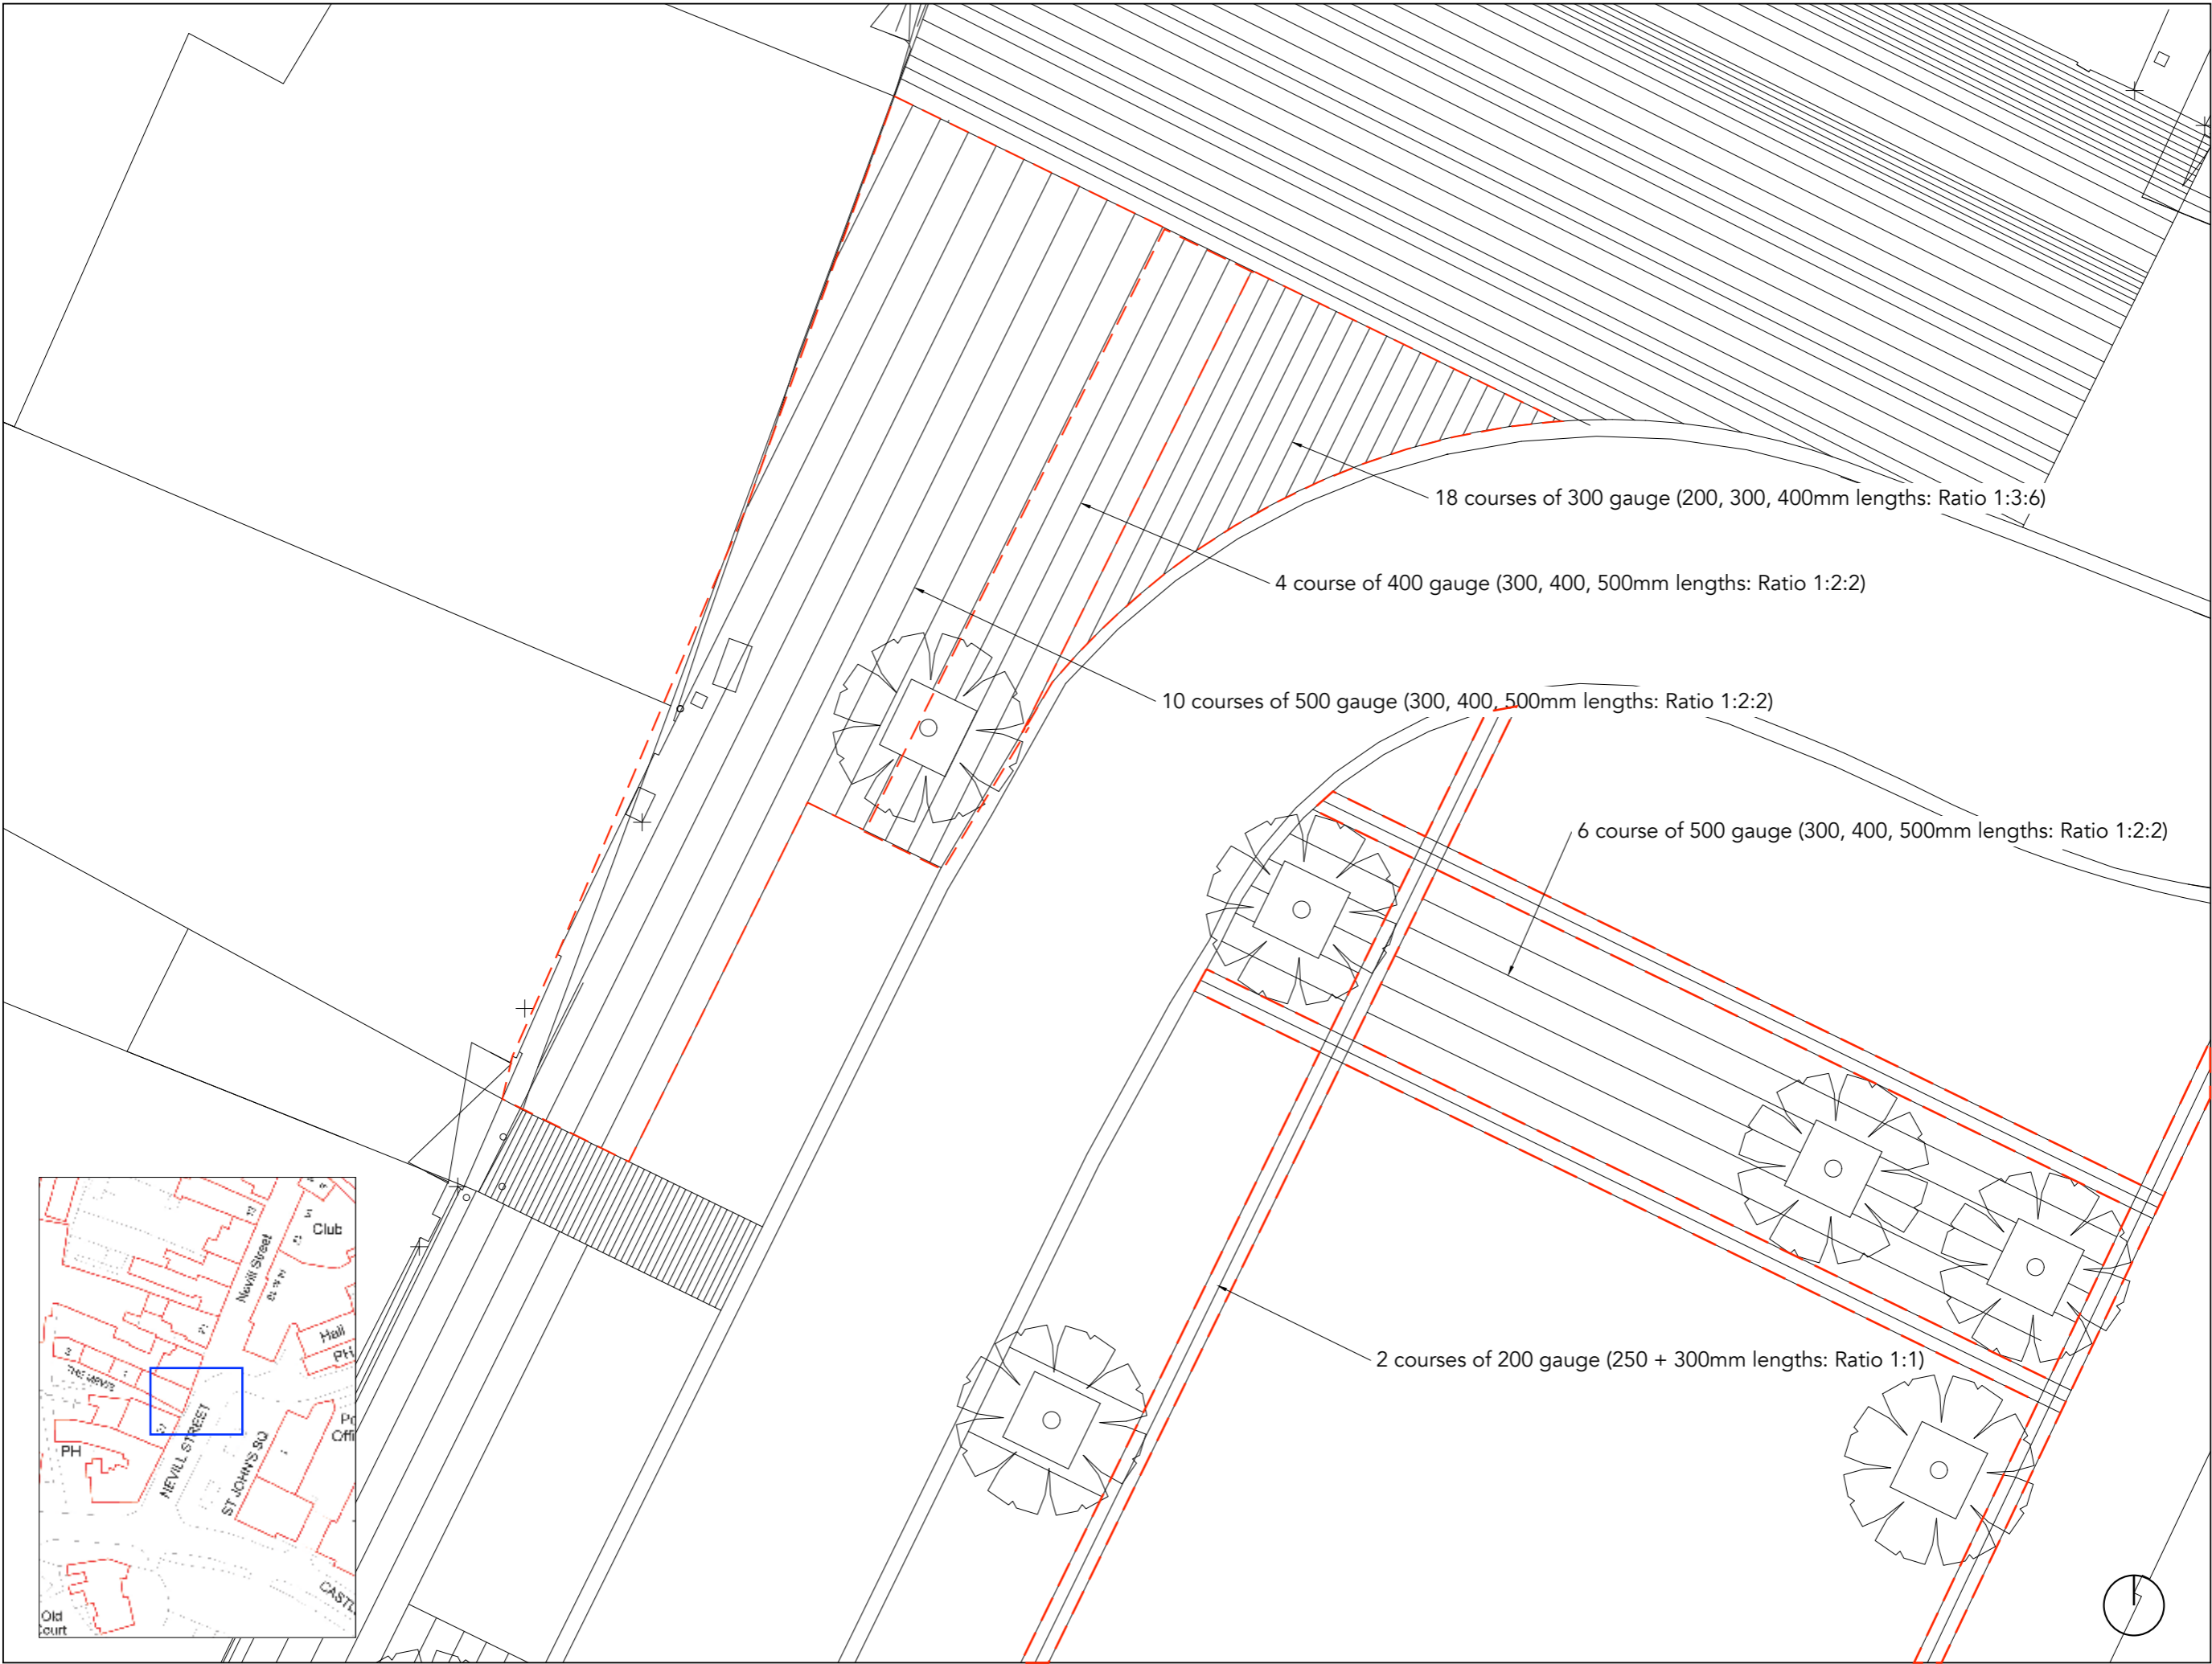 18 courses of 300 gauge (200, 300, 400mm lengths: Ratio 1:3:6)
4 course of 400 gauge (300, 400, 500mm lengths: Ratio 1:2:2)
10 courses of 500 gauge (300, 400, 500mm lengths: Ratio 1:2:2)
6 course of 500 gauge (300, 400, 500mm lengths: Ratio 1:2:2)
2 courses of 200 gauge (250 + 300mm lengths: Ratio 1:1)
Club
Nevill Street
Hall
PH
NEVILL STREET
ST JOHN'S SQ
PH
Old